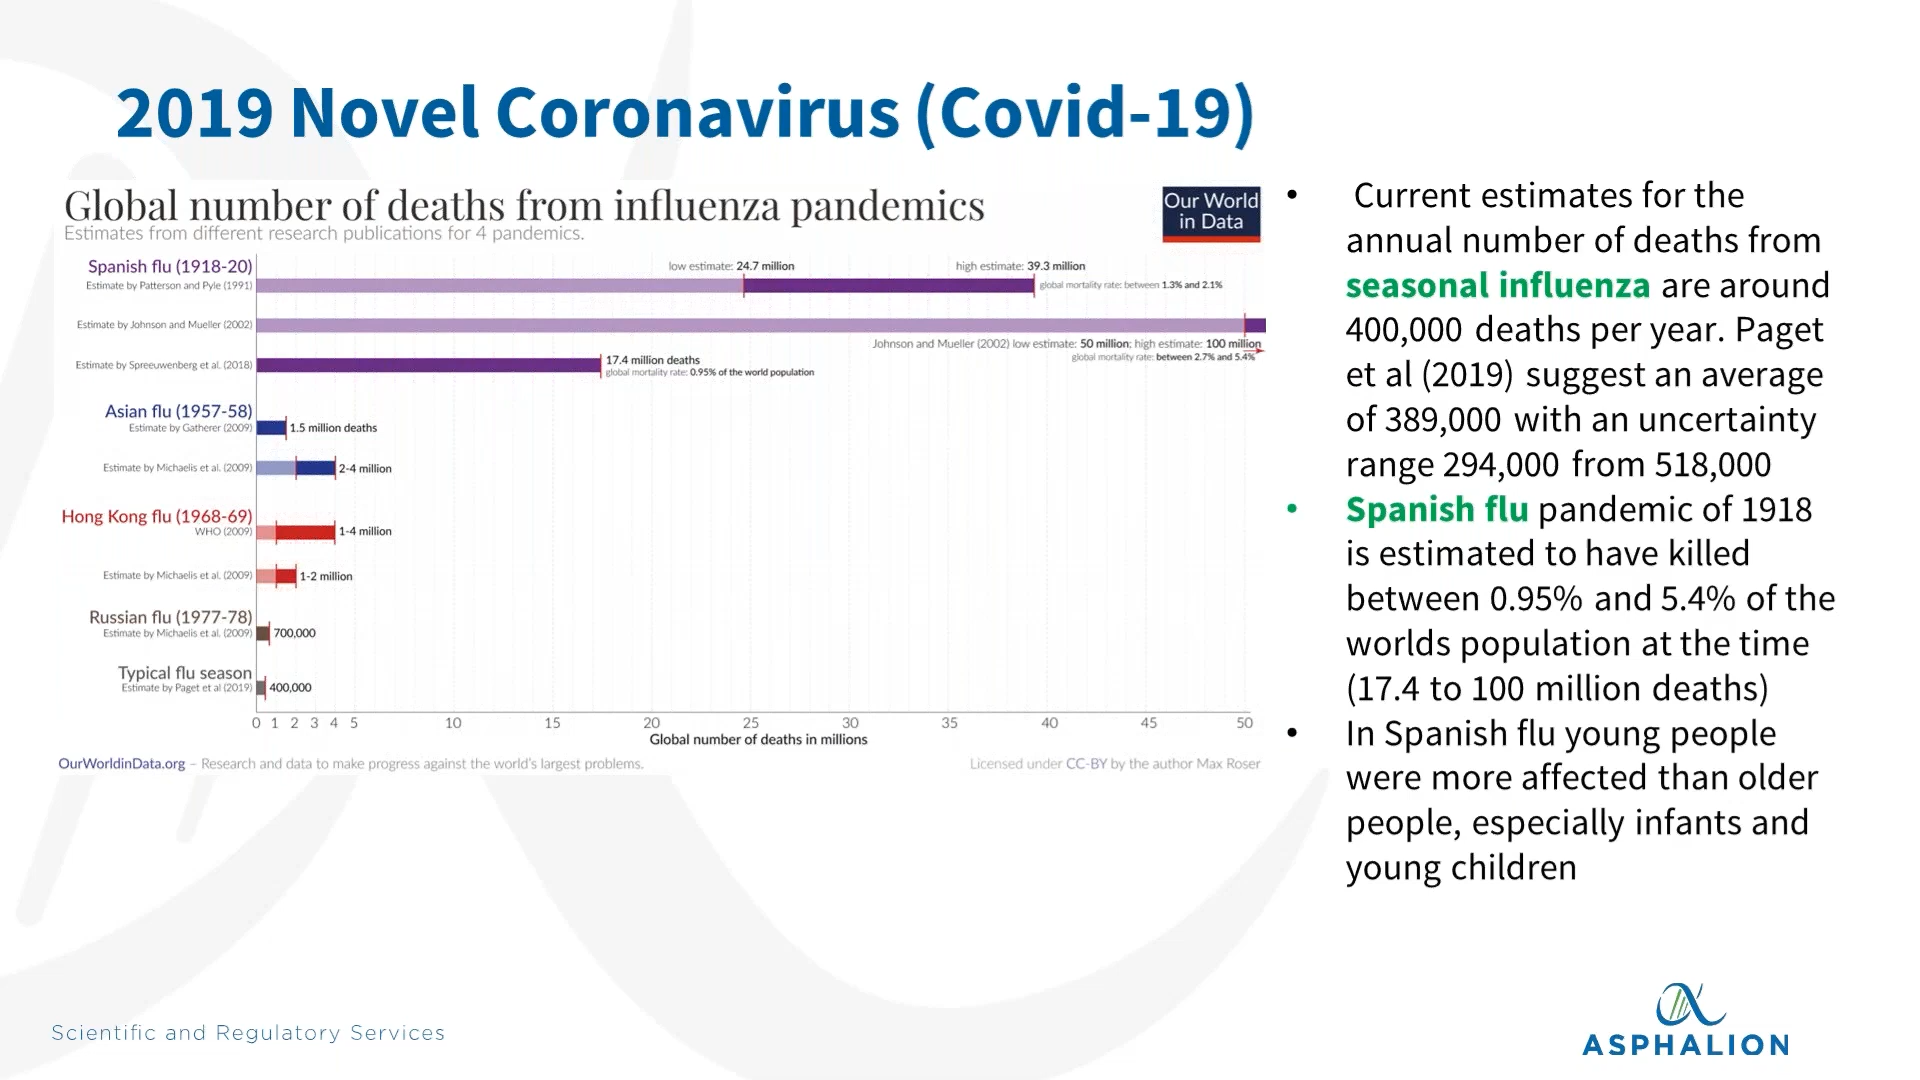 2019 Novel Coronavirus (Covid-19)
Global number of deaths from influenza pandemics
Estimates from different research publications for 4 pandemics.
Our World
in Data
Spanish flu (1918-20)
Estimate by Patterson and Pyle (1991)
low estimate: 24.7 million
high estimate: 39.3 million
global mortality rate: between 1.3% and 2.1%
Estimate by Johnson and Mueller (2002)
Johnson and Mueller (2002) low estimate: 50 million; high estimate: 100 million
global mortality rate: between 2.7% and 5.4%
Estimate by Spreeuwenberg et al. (2018)
17.4 million deaths
global mortality rate: 0.95% of the world population
Asian flu (1957-58)
Estimate by Gatherer (2009)
1.5 million deaths
Estimate by Michaelis et al. (2009)
2-4 million
Hong Kong flu (1968-69)
WHO (2009)
1-4 million
Estimate by Michaelis et al. (2009)
1-2 million
Russian flu (1977-78)
Estimate by Michaelis et al. (2009)
700,000
Typical flu season
Estimate by Paget et al (2019)
400,000
0 1 2 3 4 5 10 15 20 25 30 35 40 45 50
Global number of deaths in millions
OurWorldinData.org – Research and data to make progress against the world's largest problems.
Licensed under CC-BY by the author Max Roser
• Current estimates for the
annual number of deaths from
seasonal influenza are around
400,000 deaths per year. Paget
et al (2019) suggest an average
of 389,000 with an uncertainty
range 294,000 from 518,000
• Spanish flu pandemic of 1918
is estimated to have killed
between 0.95% and 5.4% of the
worlds population at the time
(17.4 to 100 million deaths)
• In Spanish flu young people
were more affected than older
people, especially infants and
young children
Scientific and Regulatory Services
ASPHALION